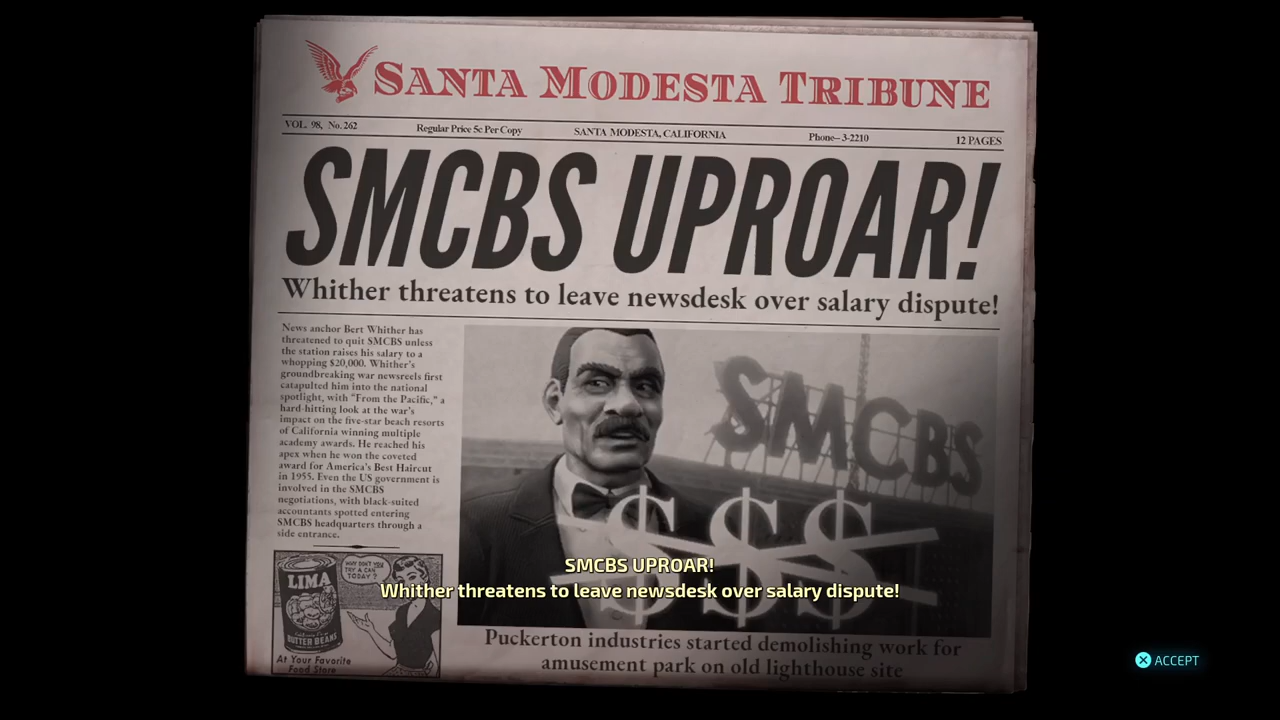 SANTA MODESTA TRIBUNE
VOL. 98, No. 262
Regular Price 5c Per Copy
SANTA MODESTA, CALIFORNIA
Phone– 3-2210
12 PAGES
SMCBS UPROAR!
Whither threatens to leave newsdesk over salary dispute!
News anchor Bert Whither has
threatened to quit SMCBS unless
the station raises his salary to a
whopping $20,000. Whither's
groundbreaking war newsreels first
catapulted him into the national
spotlight, with "From the Pacific," a
hard-hitting look at the war's
impact on the five-star beach resorts
of California winning multiple
academy awards. He reached his
apex when he won the coveted
award for America's Best Haircut
in 1955. Even the US government is
involved in the SMCBS
negotiations, with black-suited
accountants spotted entering
SMCBS headquarters through a
side entrance.
SMCBS
$$$
LIMA
BUTTER BEANS
WHY DON'T YOU
TRY A CAN
TODAY?
At Your Favorite
Food Store
SMCBS UPROAR!
Whither threatens to leave newsdesk over salary dispute!
Puckerton industries started demolishing work for
amusement park on old lighthouse site
ACCEPT